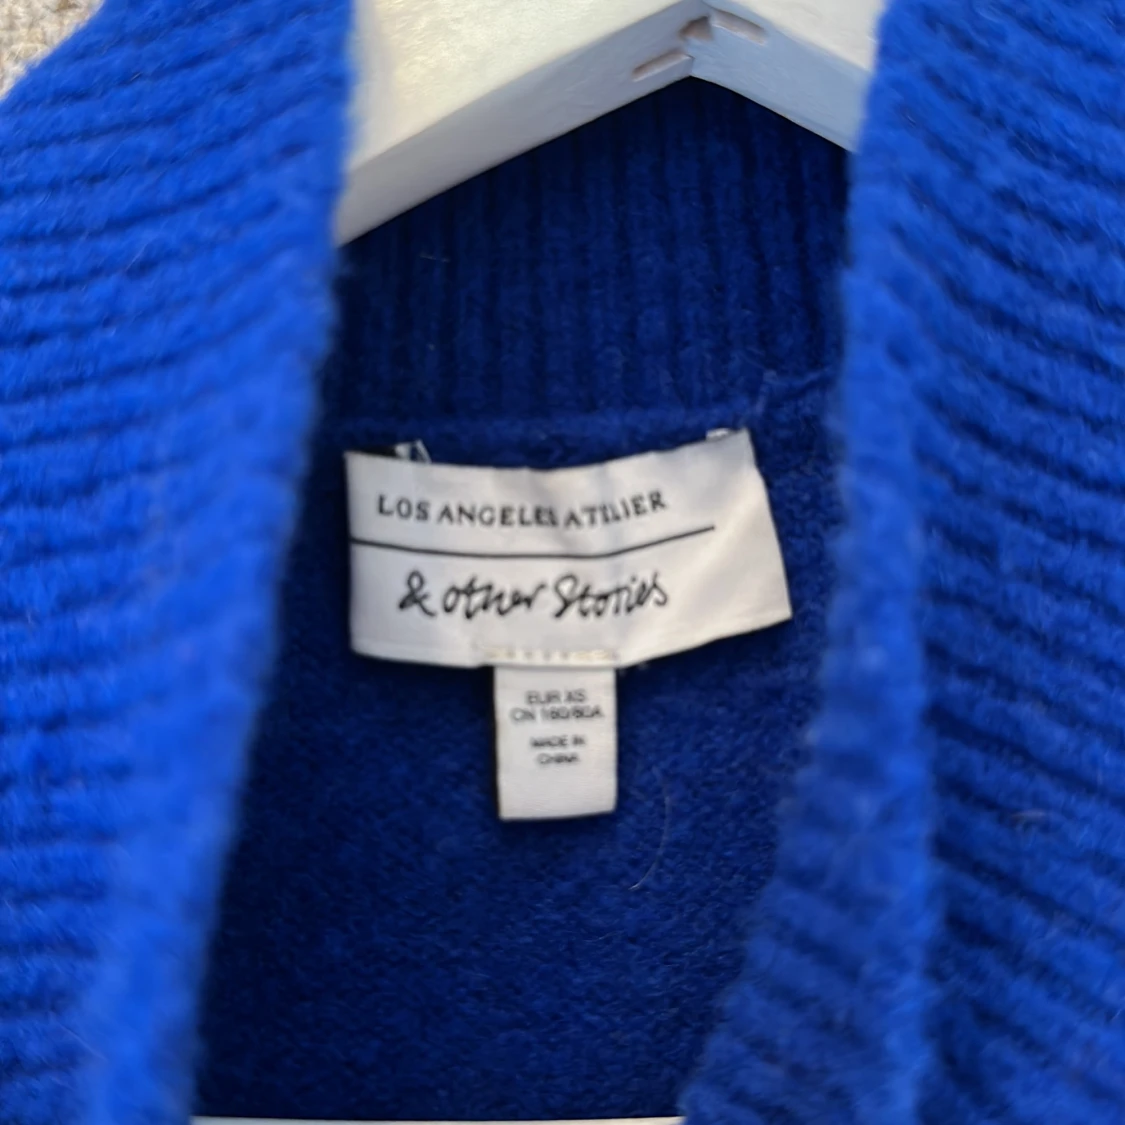 LOS ANGELES ATELIER
& other Stories
EUR XS
CN 160/80A
MADE IN
CHINA